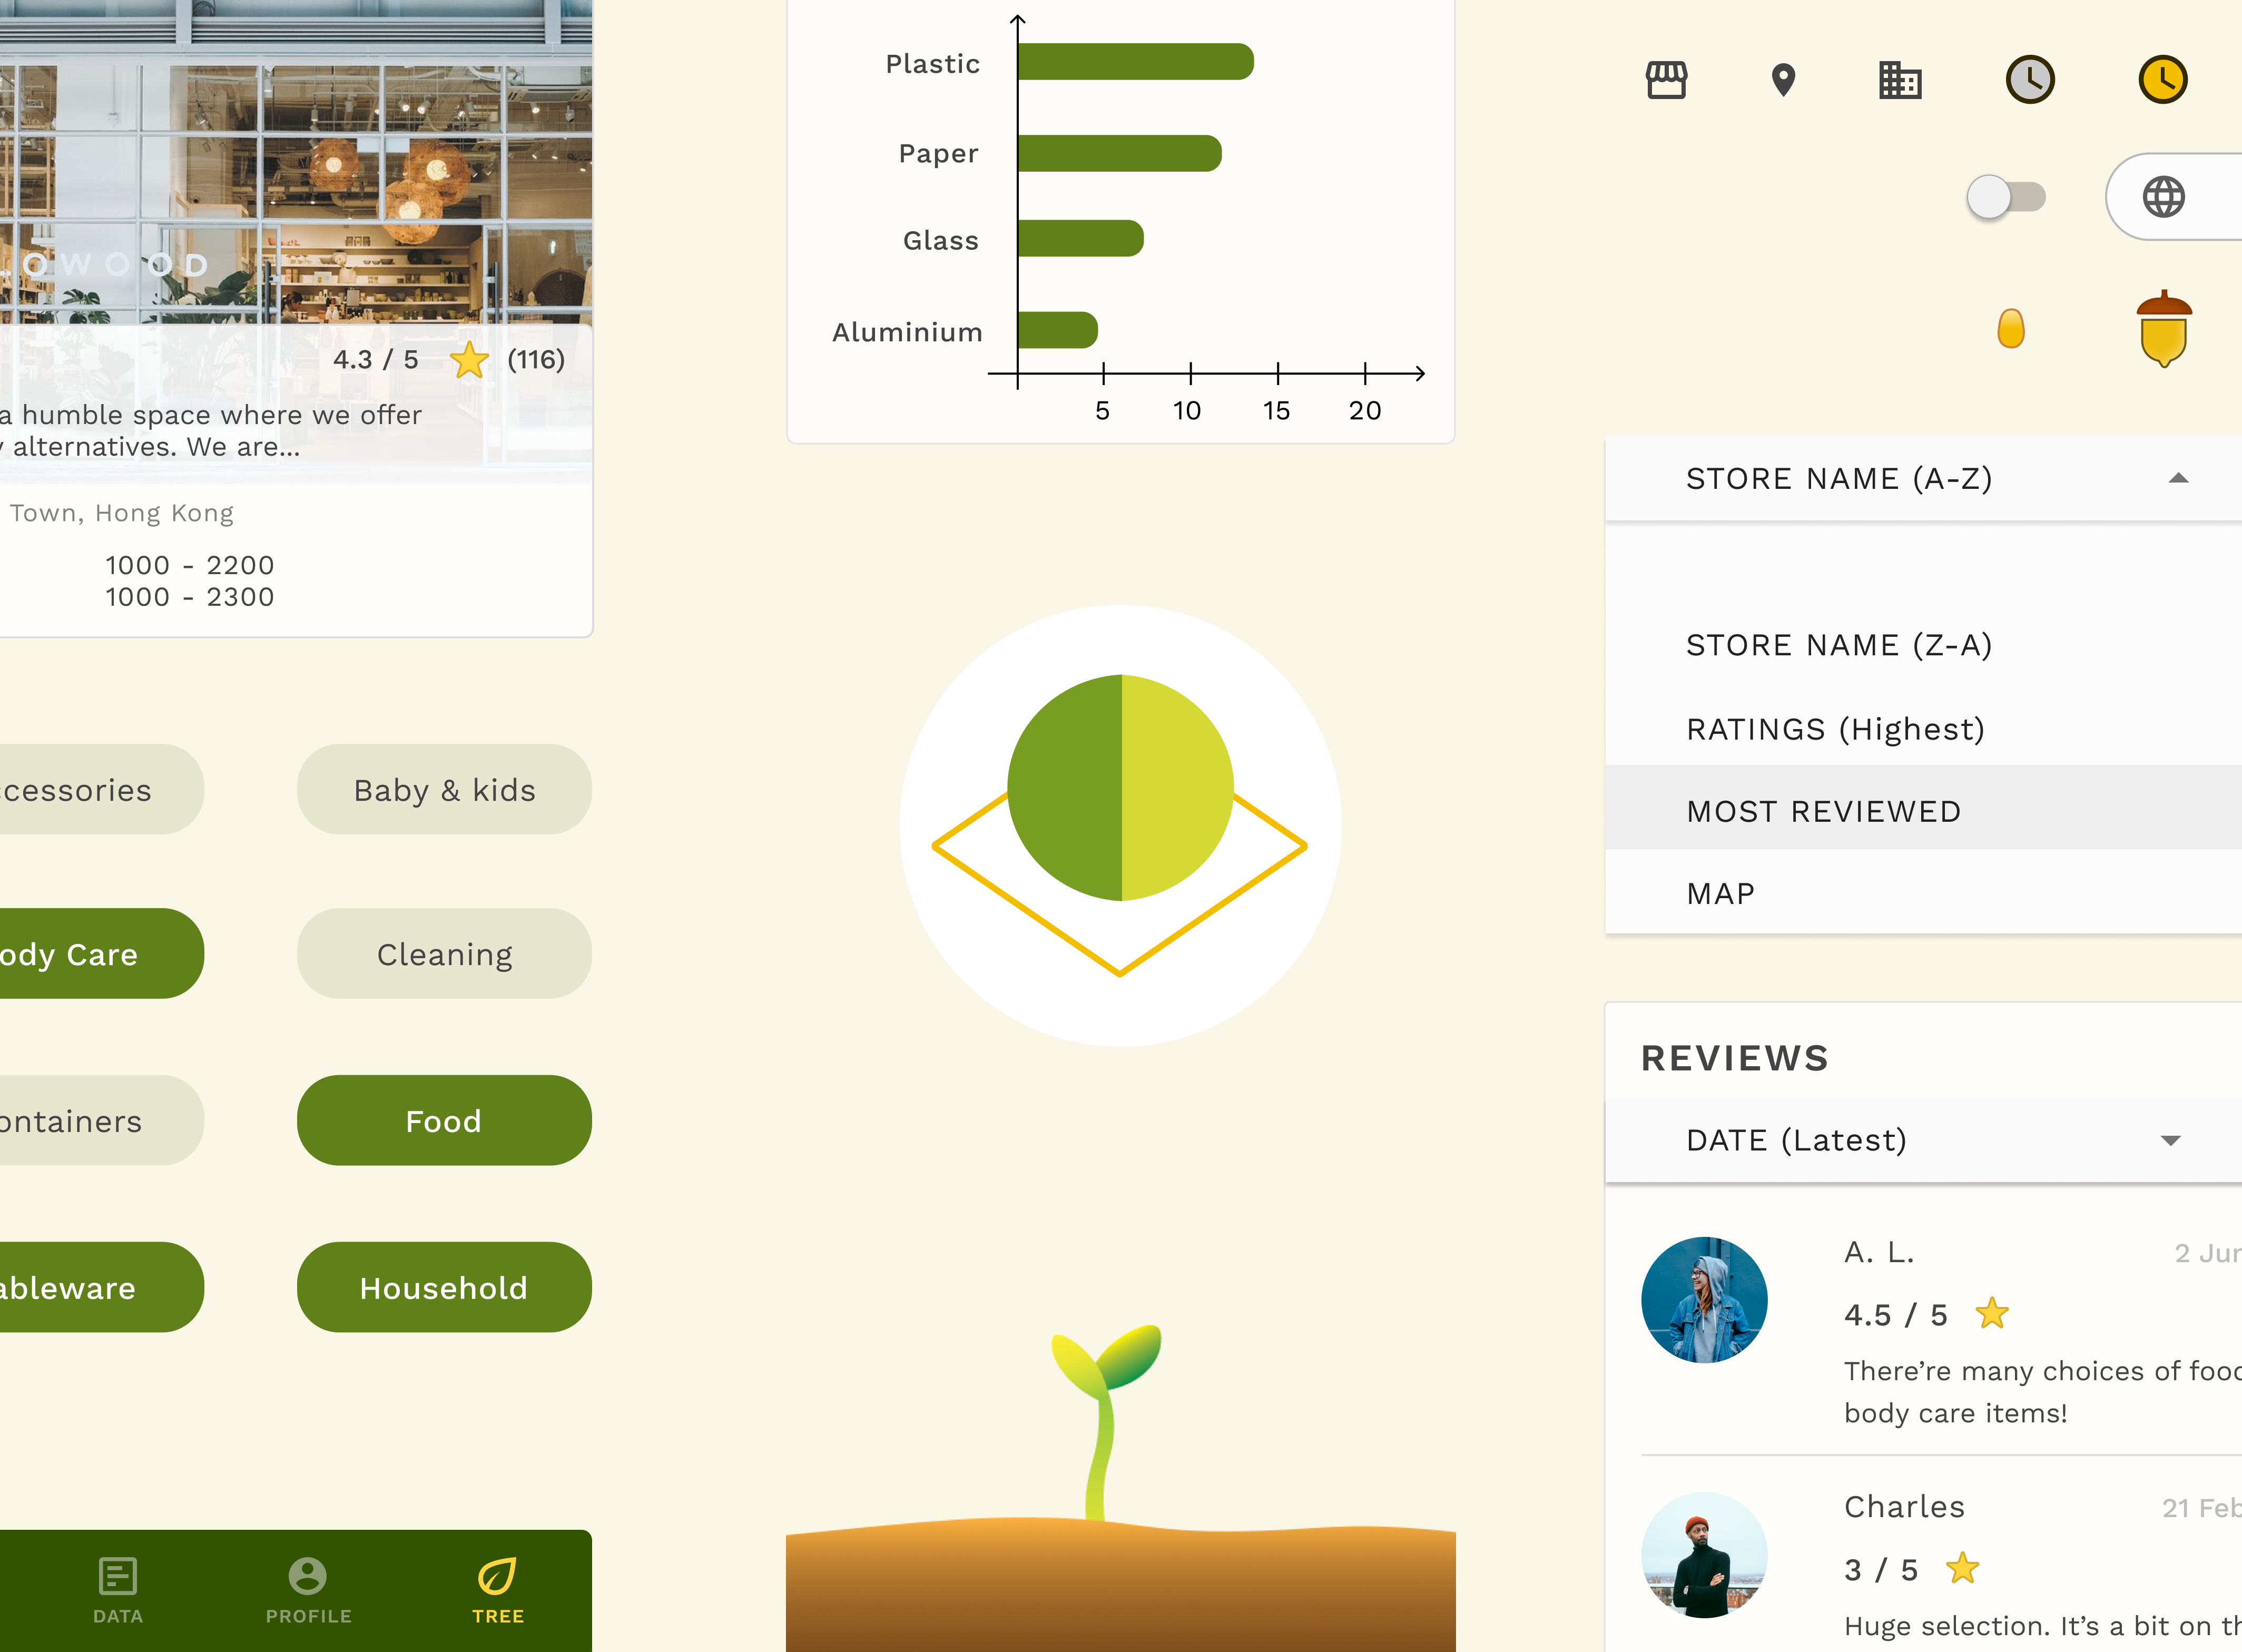 OWOOD
4.3 / 5 (116)
a humble space where we offer
alternatives. We are...
Town, Hong Kong
1000 - 2200
1000 - 2300
ccessories
Baby & kids
ody Care
Cleaning
ontainers
Food
ableware
Household
DATA
PROFILE
TREE
Plastic
Paper
Glass
Aluminium
5 10 15 20
STORE NAME (A-Z)
STORE NAME (Z-A)
RATINGS (Highest)
MOST REVIEWED
MAP
REVIEWS
DATE (Latest)
A. L. 2 Jun
4.5 / 5
There’re many choices of food
body care items!
Charles 21 Feb
3 / 5
Huge selection. It’s a bit on th